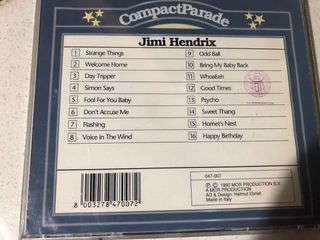 CompactParade
Jimi Hendrix
1 Strange Things
2 Welcome Home
3 Day Tripper
4 Simon Says
5 Fool For You Baby
6 Don't Accuse Me
7 Flashing
8 Voice In The Wind
9 Odd Ball
10 Bring My Baby Back
11 WhoaEeh
12 Good Times
13 Psycho
14 Sweet Thang
15 Hornet's Nest
16 Happy Birthday
047-007
8 003278 470072
Ⓟ © 1990 MCR PRODUCTION B.V.
A MCR PRODUCTION
AD & Design: Helmut Ebnet
Made in Italy